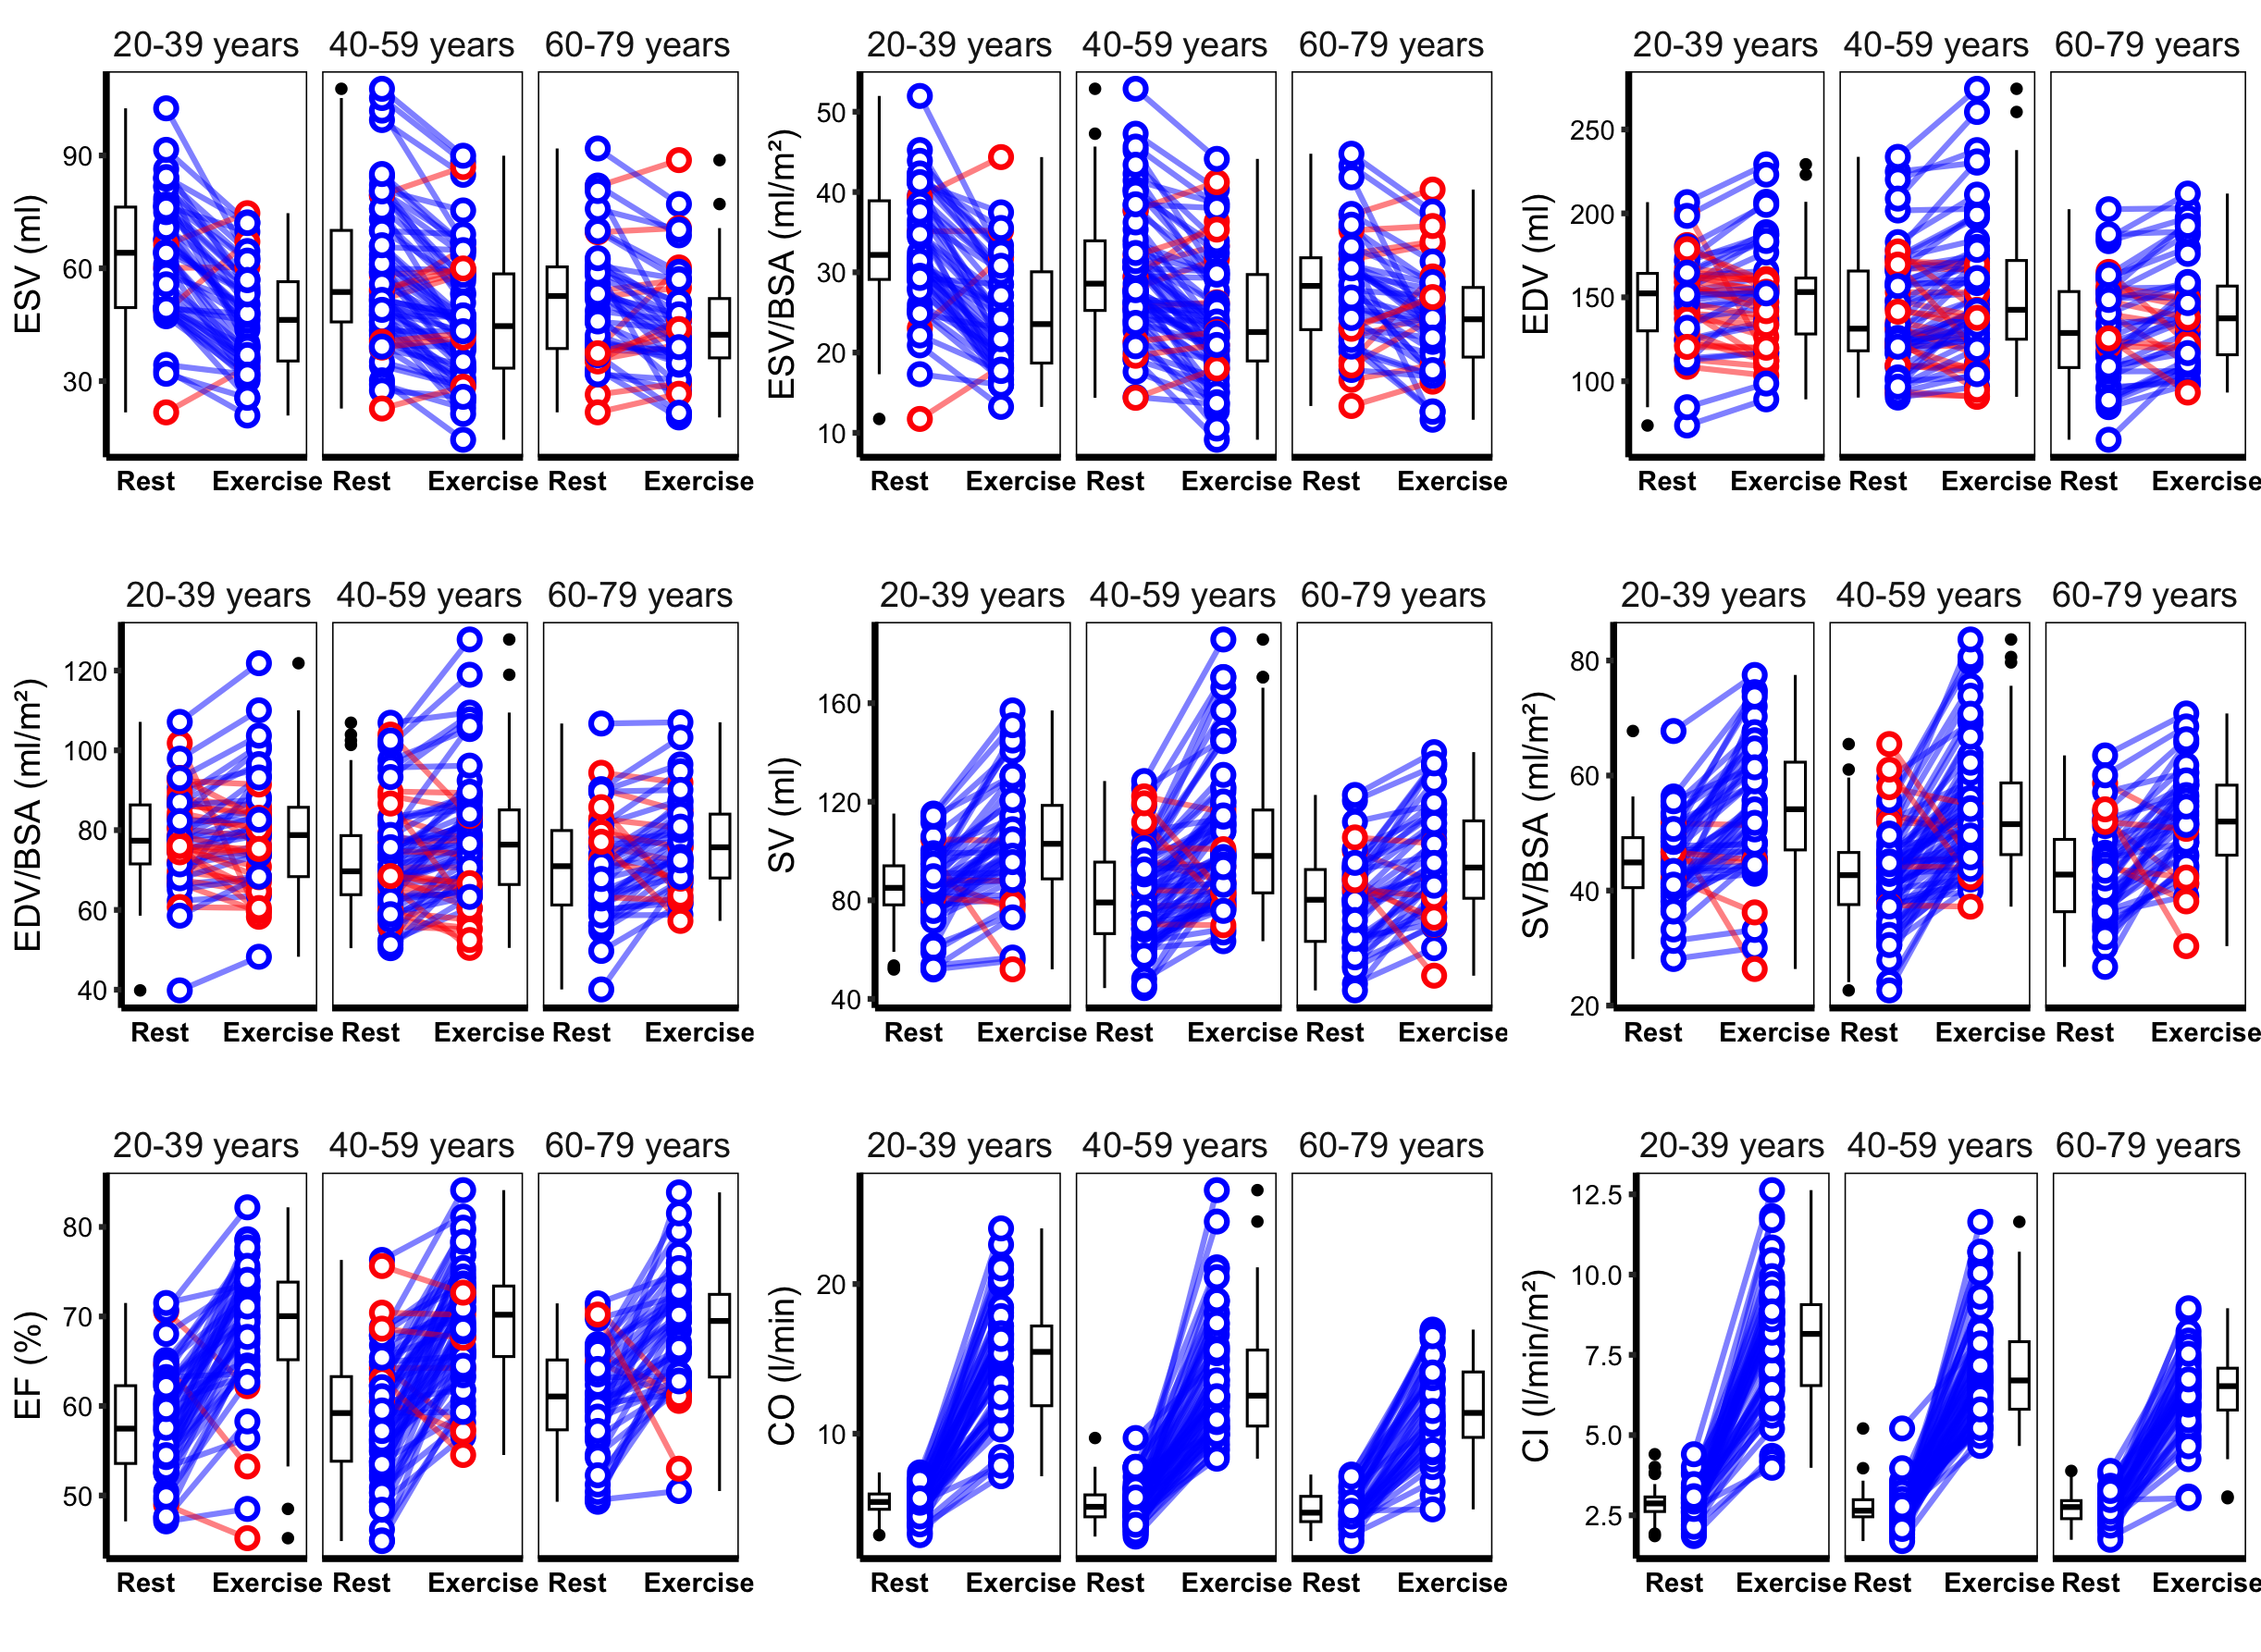 20-39 years 40-59 years 60-79 years
ESV (ml)
90
60
30
Rest Exercise Rest Exercise Rest Exercise
20-39 years 40-59 years 60-79 years
ESV/BSA (ml/m²)
50
40
30
20
10
Rest Exercise Rest Exercise Rest Exercise
20-39 years 40-59 years 60-79 years
EDV (ml)
250
200
150
100
Rest Exercise Rest Exercise Rest Exercise
20-39 years 40-59 years 60-79 years
EDV/BSA (ml/m²)
120
100
80
60
40
Rest Exercise Rest Exercise Rest Exercise
20-39 years 40-59 years 60-79 years
SV (ml)
160
120
80
40
Rest Exercise Rest Exercise Rest Exercise
20-39 years 40-59 years 60-79 years
SV/BSA (ml/m²)
80
60
40
20
Rest Exercise Rest Exercise Rest Exercise
20-39 years 40-59 years 60-79 years
EF (%)
80
70
60
50
Rest Exercise Rest Exercise Rest Exercise
20-39 years 40-59 years 60-79 years
CO (l/min)
20
10
Rest Exercise Rest Exercise Rest Exercise
20-39 years 40-59 years 60-79 years
CI (l/min/m²)
12.5
10.0
7.5
5.0
2.5
Rest Exercise Rest Exercise Rest Exercise